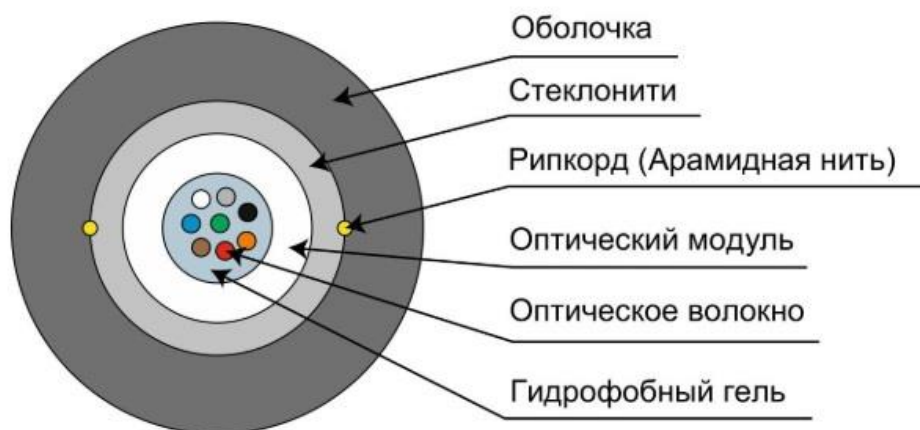 Оболочка
Стеклонити
Рипкорд (Арамидная нить)
Оптический модуль
Оптическое волокно
Гидрофобный гель